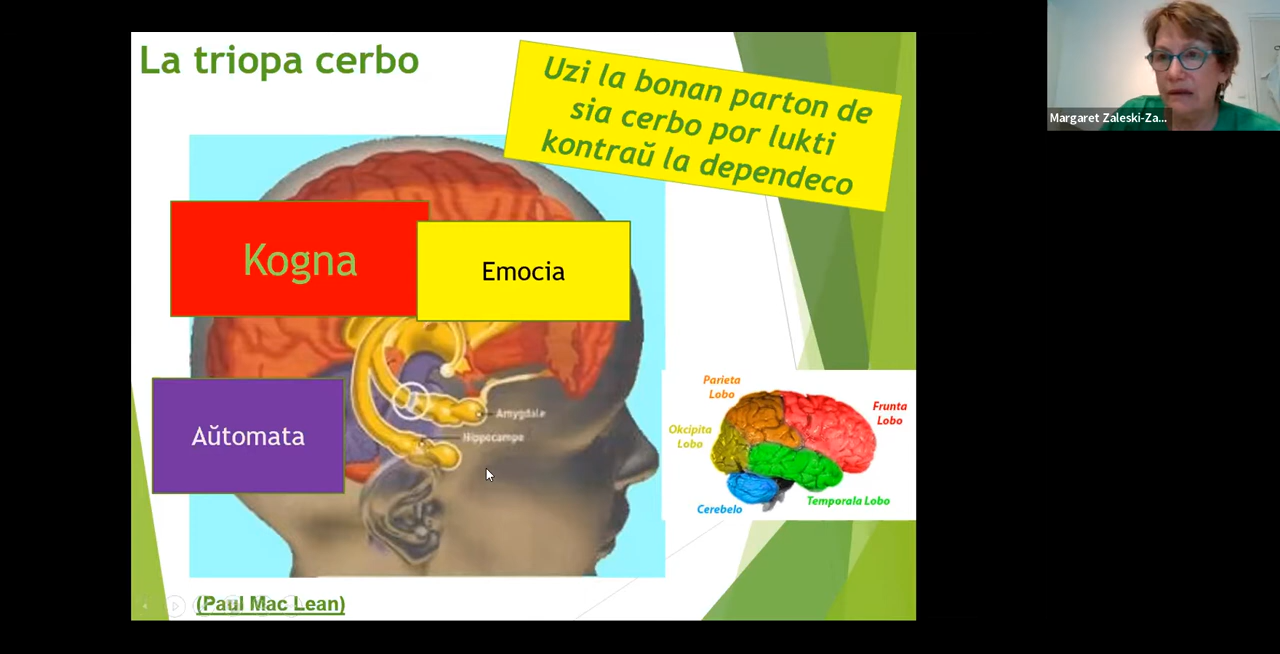 La triopa cerbo
Uzi la bonan parton de
sia cerbo por lukti
kontraŭ la dependeco
Kogna
Emocia
Aŭtomata
Amygdale
Hippocampe
Parieta
Lobo
Frunta
Lobo
Okcipita
Lobo
Temporala Lobo
Cerebelo
(Paul Mac Lean)
Margaret Zaleski-Za...